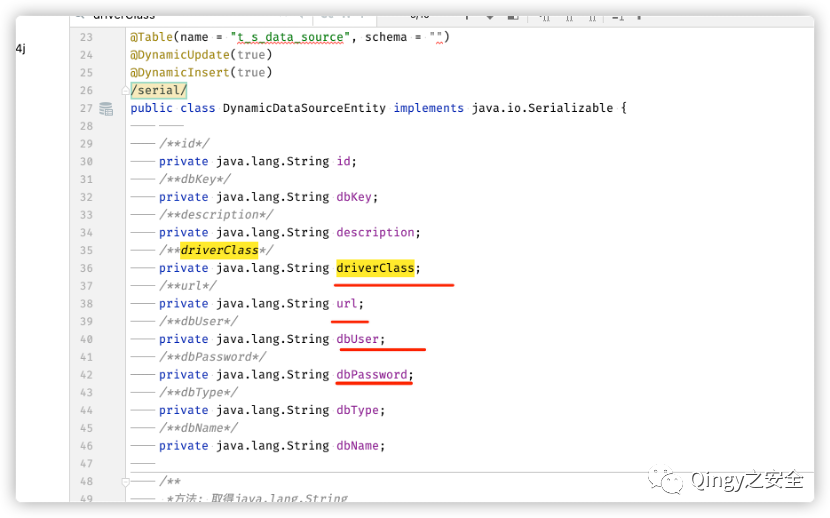 driverClass
4j
23 @Table(name = "t_s_data_source", schema = "")
24 @DynamicUpdate(true)
25 @DynamicInsert(true)
26 /serial/
27 public class DynamicDataSourceEntity implements java.io.Serializable {
28
29 /**id*/
30 private java.lang.String id;
31 /**dbKey*/
32 private java.lang.String dbKey;
33 /**description*/
34 private java.lang.String description;
35 /**driverClass*/
36 private java.lang.String driverClass;
37 /**url*/
38 private java.lang.String url;
39 /**dbUser*/
40 private java.lang.String dbUser;
41 /**dbPassword*/
42 private java.lang.String dbPassword;
43 /**dbType*/
44 private java.lang.String dbType;
45 /**dbName*/
46 private java.lang.String dbName;
47
48 /**
49 *方法: 取得java.lang.String
Qingy之安全